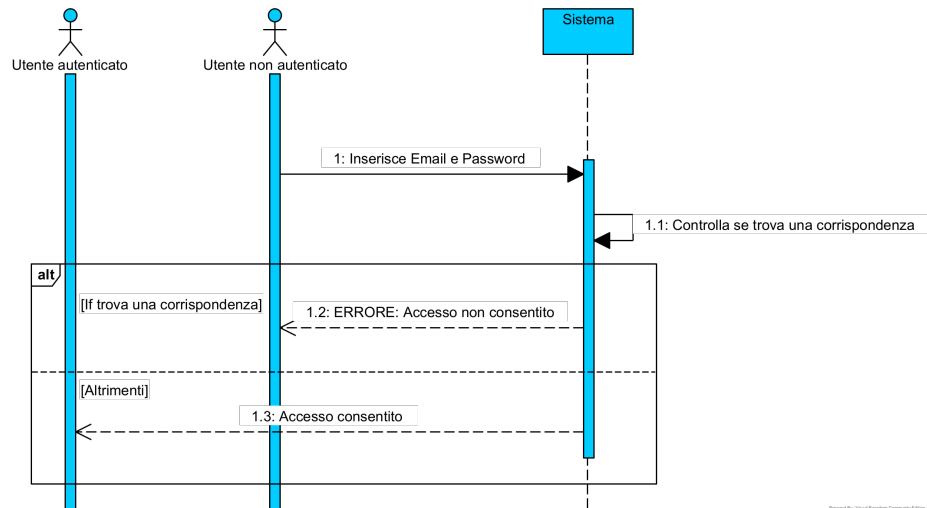 Sistema
Utente autenticato
Utente non autenticato
1: Inserisce Email e Password
1.1: Controlla se trova una corrispondenza
alt
[If trova una corrispondenza]
1.2: ERRORE: Accesso non consentito
[Altrimenti]
1.3: Accesso consentito